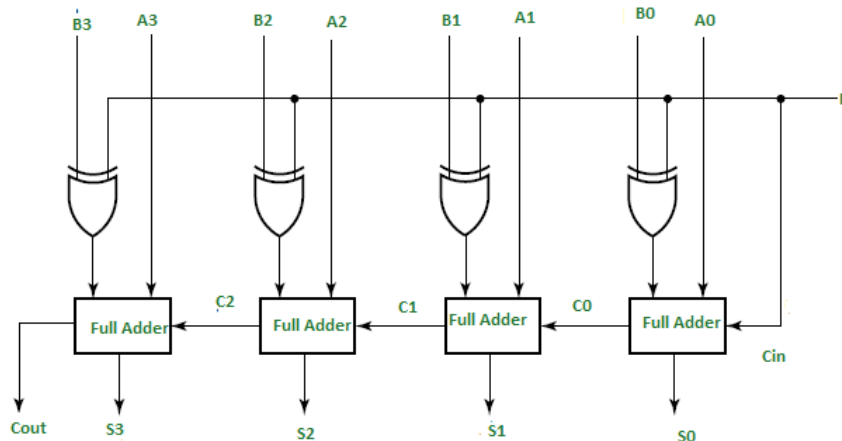 B3 A3 B2 A2 B1 A1 B0 A0
C2 C1 C0
Full Adder Full Adder Full Adder Full Adder
Cin
Cout S3 S2 S1 S0